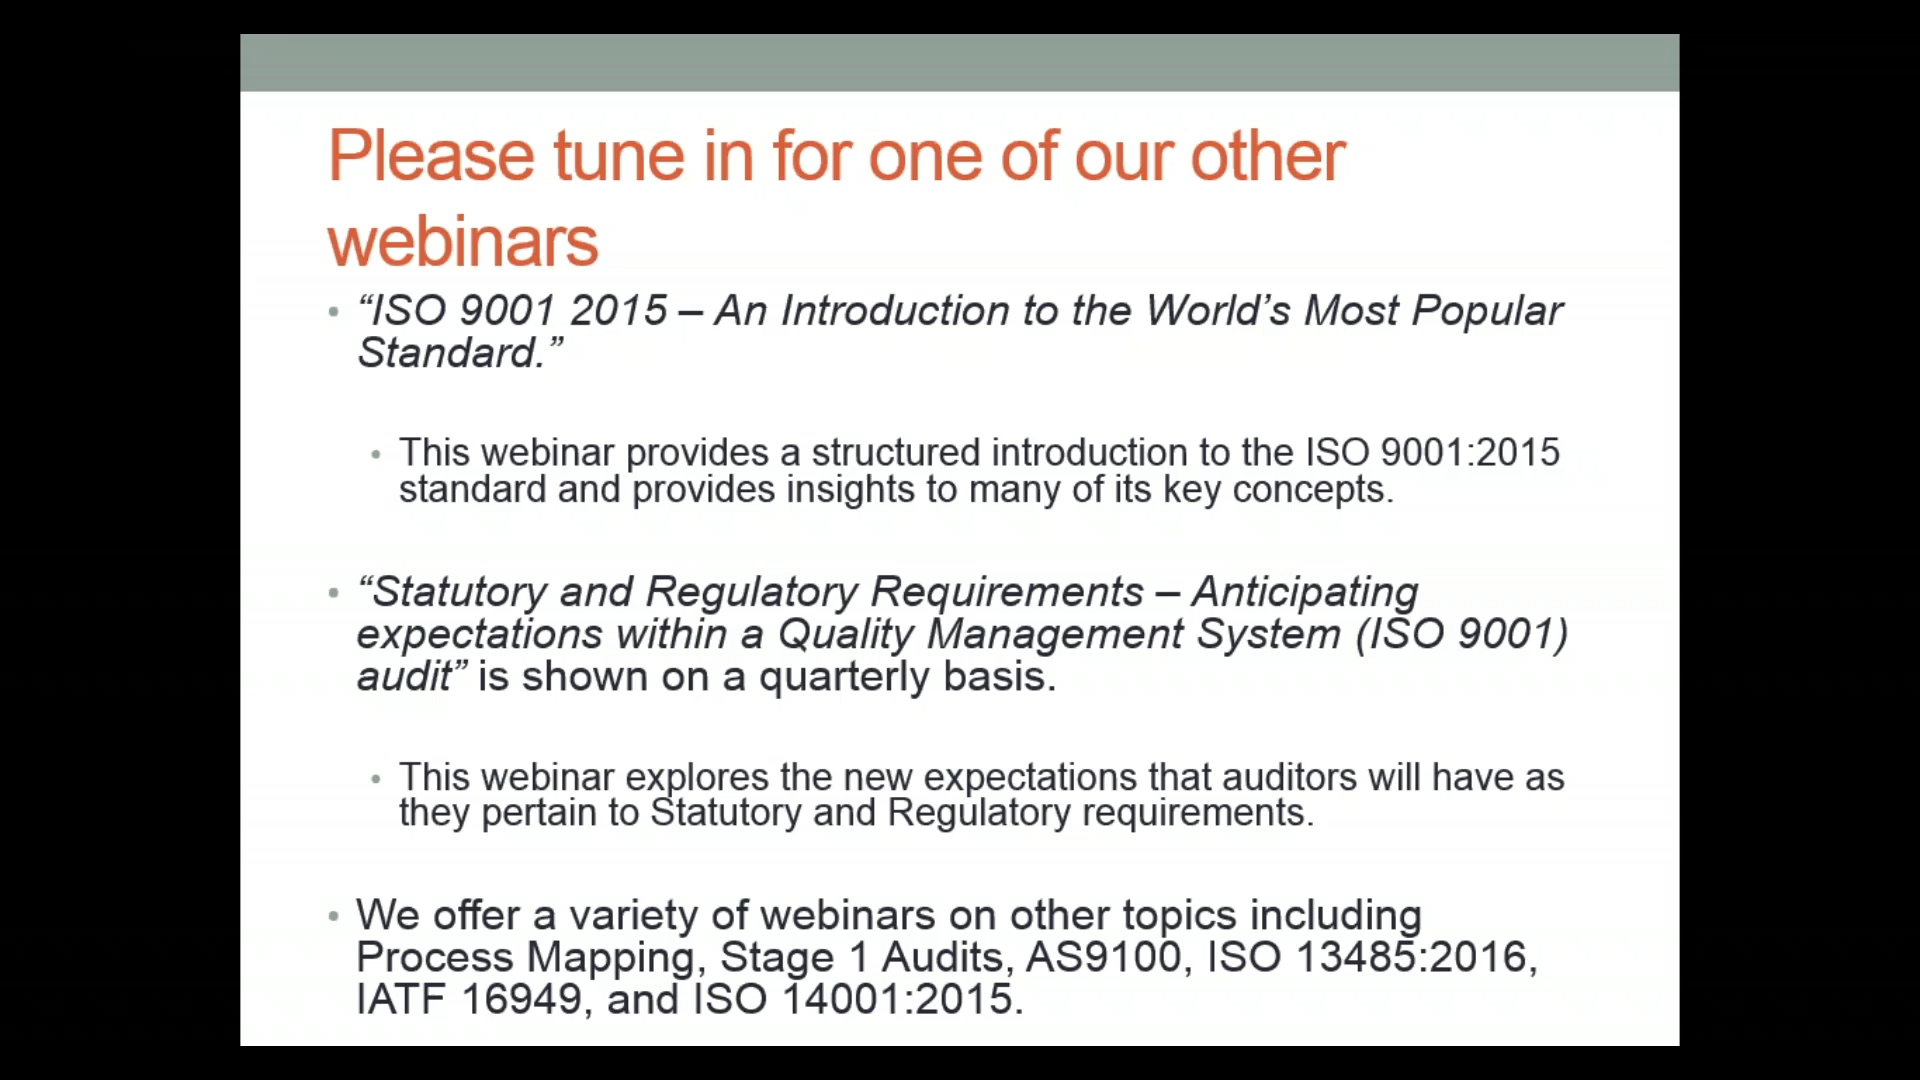 Please tune in for one of our other
webinars
• “ISO 9001 2015 – An Introduction to the World’s Most Popular
Standard.”
• This webinar provides a structured introduction to the ISO 9001:2015
standard and provides insights to many of its key concepts.
• “Statutory and Regulatory Requirements – Anticipating
expectations within a Quality Management System (ISO 9001)
audit” is shown on a quarterly basis.
• This webinar explores the new expectations that auditors will have as
they pertain to Statutory and Regulatory requirements.
• We offer a variety of webinars on other topics including
Process Mapping, Stage 1 Audits, AS9100, ISO 13485:2016,
IATF 16949, and ISO 14001:2015.